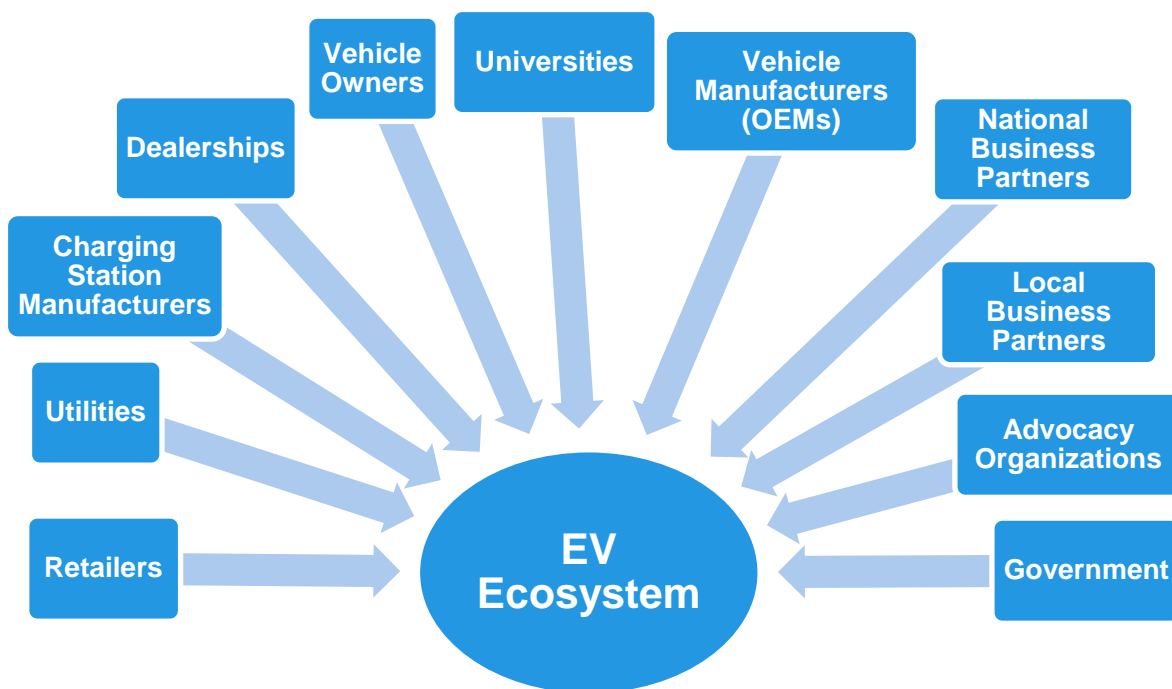 Vehicle
Owners
Universities
Vehicle
Manufacturers
(OEMs)
Dealerships
National
Business
Partners
Charging
Station
Manufacturers
Local
Business
Partners
Utilities
Advocacy
Organizations
Retailers
EV
Ecosystem
Government